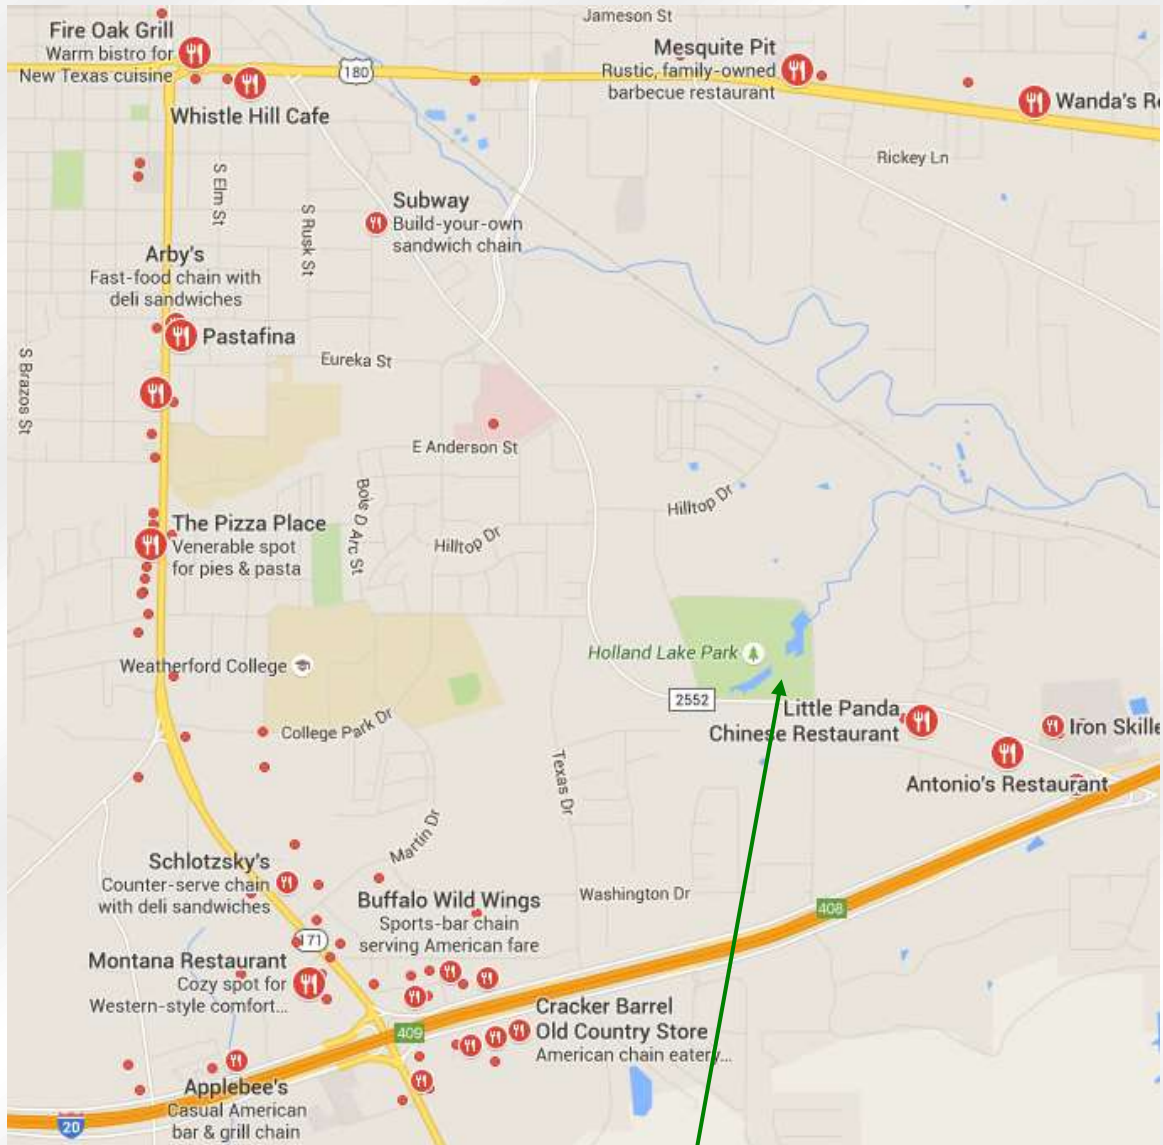 Jameson St
Fire Oak Grill
Warm bistro for
New Texas cuisine
180
Mesquite Pit
Rustic, family-owned
barbecue restaurant
Whistle Hill Cafe
Wanda's
Rickey Ln
S Elm St
Subway
Build-your-own
sandwich chain
S Rusk St
Arby's
Fast-food chain with
deli sandwiches
Pastafina
Eureka St
S Brazos St
E Anderson St
Bois D Arc St
Hilltop Dr
Hilltop Dr
The Pizza Place
Venerable spot
for pies & pasta
Holland Lake Park
Weatherford College
2552
Little Panda
Chinese Restaurant
College Park Dr
Iron
Antonio's Restaurant
Texas Dr
Martin Dr
Schlotzsky's
Counter-serve chain
with deli sandwiches
Buffalo Wild Wings
Sports-bar chain
serving American fare
Washington Dr
408
171
Montana Restaurant
Cozy spot for
Western-style comfort...
Cracker Barrel
Old Country Store
American chain eatery...
409
Applebee's
Casual American
bar & grill chain
20